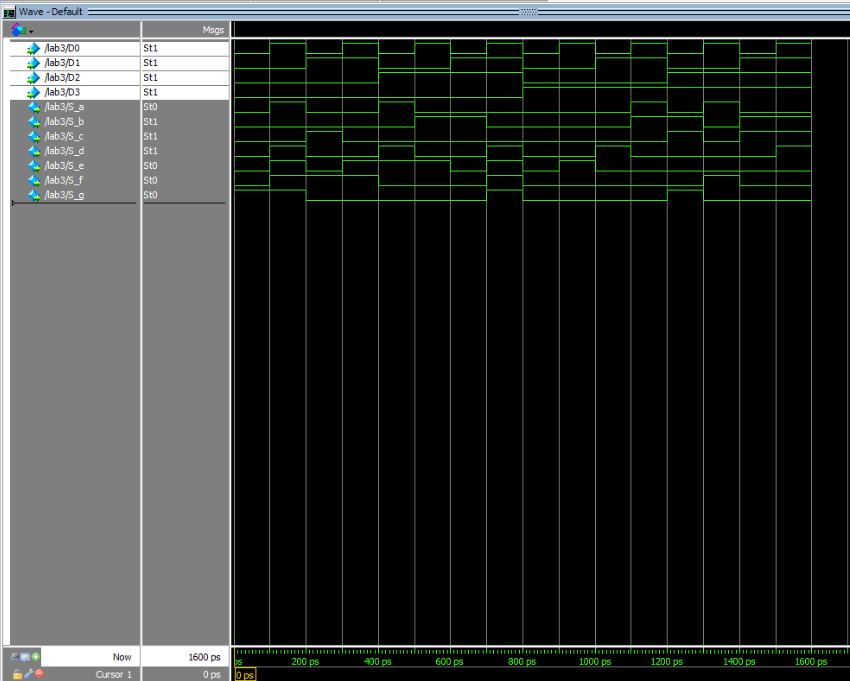 Wave - Default
Msgs
/lab3/D0 St1
/lab3/D1 St1
/lab3/D2 St1
/lab3/D3 St1
/lab3/S_a St0
/lab3/S_b St1
/lab3/S_c St1
/lab3/S_d St1
/lab3/S_e St0
/lab3/S_f St0
/lab3/S_g St0
Now 1600 ps ps 200 ps 400 ps 600 ps 800 ps 1000 ps 1200 ps 1400 ps 1600 ps
Cursor 1 0 ps 0 ps